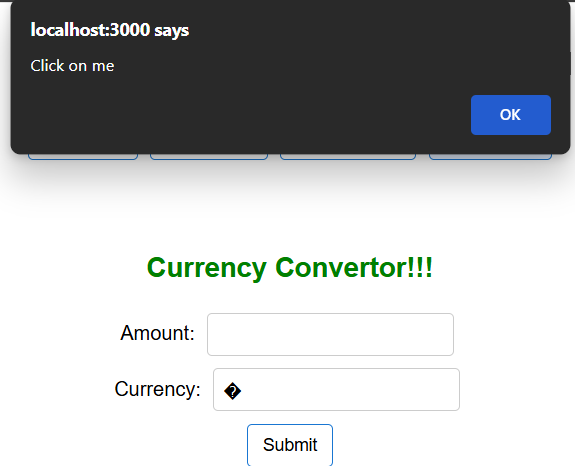 localhost:3000 says
Click on me
OK
Currency Convertor!!!
Amount:
Currency: �
Submit